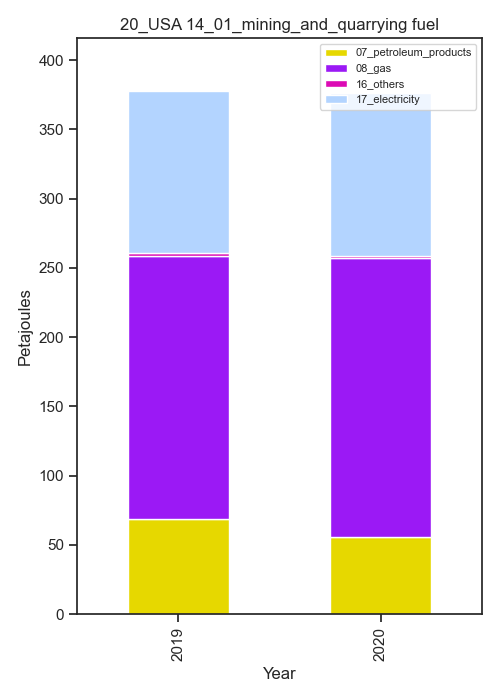 20_USA 14_01_mining_and_quarrying fuel
07_petroleum_products
08_gas
16_others
17_electricity
400
350
300
250
200
150
100
50
0
Petajoules
2019
2020
Year